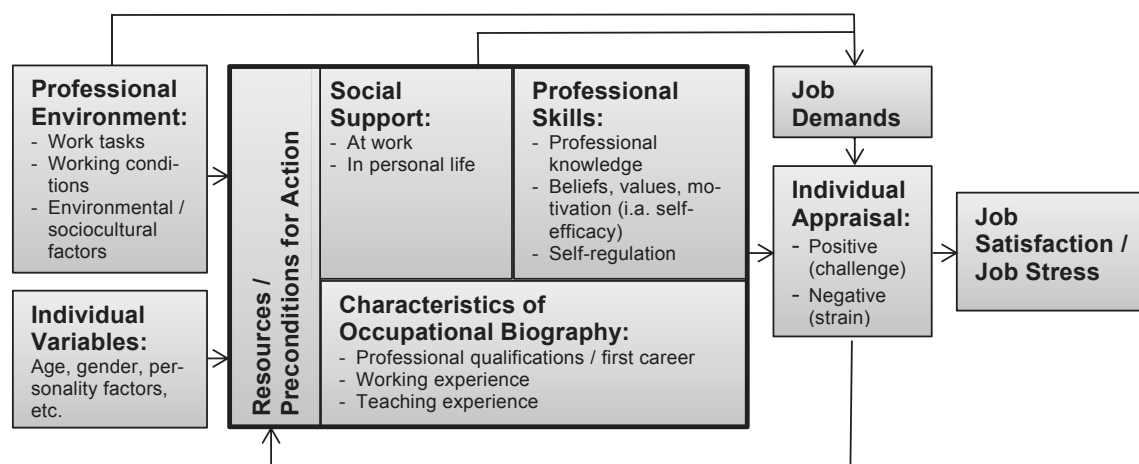 Professional
Environment:
- Work tasks
- Working condi-
tions
- Environmental /
sociocultural
factors
Individual
Variables:
Age, gender, per-
sonality factors,
etc.
Resources /
Preconditions for Action
Social
Support:
- At work
- In personal life
Professional
Skills:
- Professional
knowledge
- Beliefs, values, mo-
tivation (i.a. self-
efficacy)
- Self-regulation
Characteristics of
Occupational Biography:
- Professional qualifications / first career
- Working experience
- Teaching experience
Job
Demands
Individual
Appraisal:
- Positive
(challenge)
- Negative
(strain)
Job
Satisfaction /
Job Stress